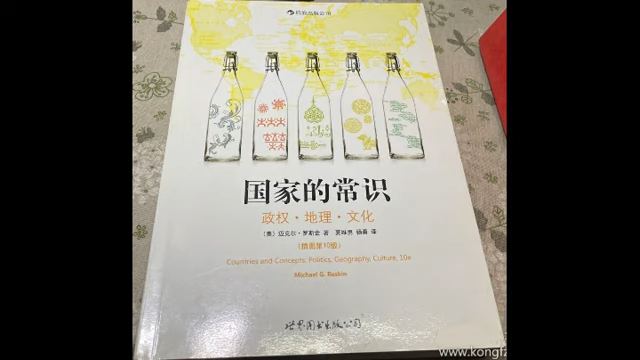 后浪出版公司
国家的常识
政权·地理·文化
（美）迈克尔·罗斯金 著 夏维勇 杨勇 译
（插图第10版）
Countries and Concepts: Politics, Geography, Culture, 10e
Michael G. Roskin
世界图书出版公司
www.kongf